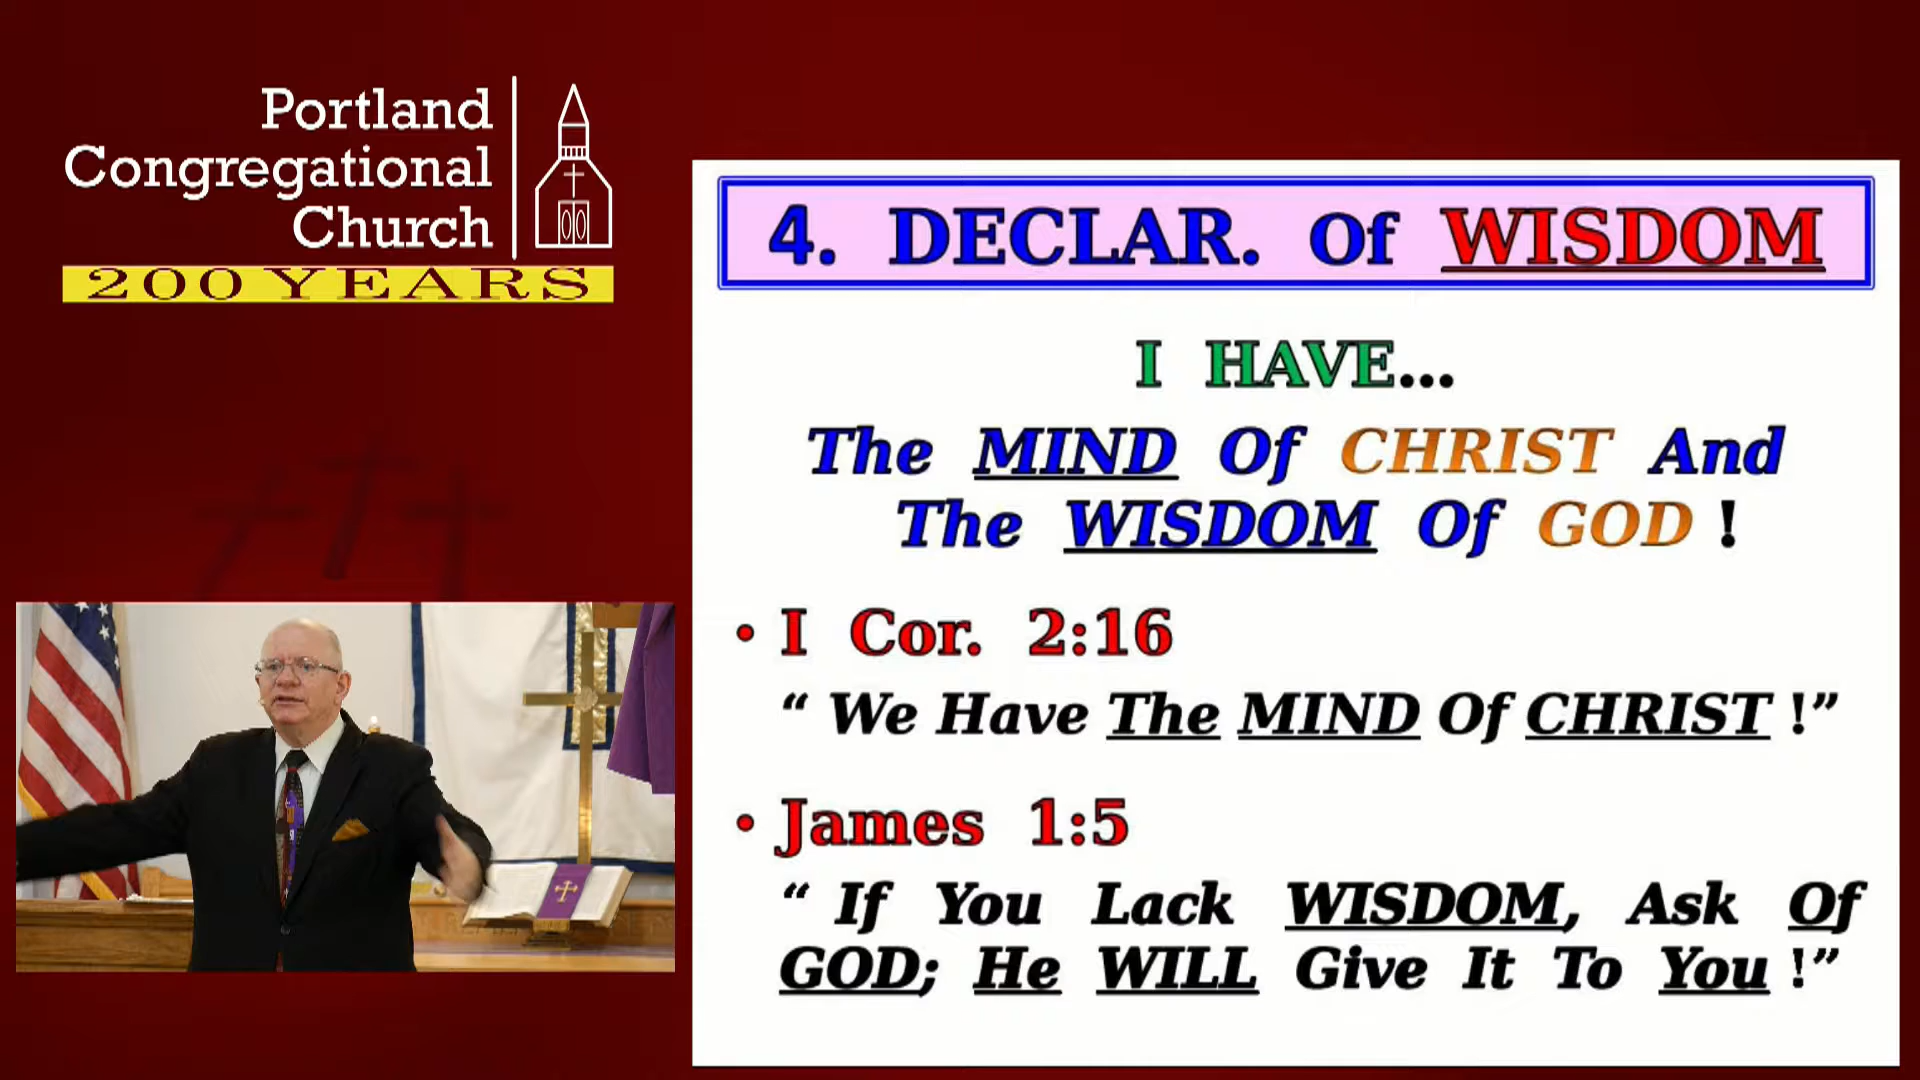 Portland
Congregational
Church
200 YEARS
4. DECLAR. Of WISDOM
I HAVE...
The MIND Of CHRIST And
The WISDOM Of GOD !
• I Cor. 2:16
“ We Have The MIND Of CHRIST !”
• James 1:5
“ If You Lack WISDOM, Ask Of
GOD; He WILL Give It To You !”